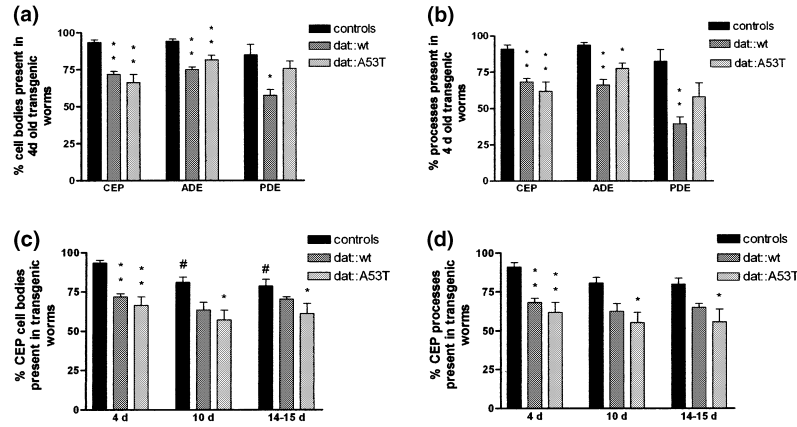 (a)
controls
dat::wt
dat::A53T
% cell bodies present in
4d old transgenic
worms
100
75
50
25
0
* *
* *
* *
* *
*
CEP
ADE
PDE
(b)
controls
dat::wt
dat::A53T
% processes present in
4 d old transgenic
worms
100
75
50
25
0
* *
* *
* *
*
* *
CEP
ADE
PDE
(c)
controls
dat::wt
dat::A53T
% CEP cell bodies
present in transgenic
worms
100
75
50
25
0
* *
* *
#
*
#
*
4 d
10 d
14-15 d
(d)
controls
dat::wt
dat::A53T
% CEP processes
present in transgenic
worms
100
75
50
25
0
* *
* *
*
*
4 d
10 d
14-15 d